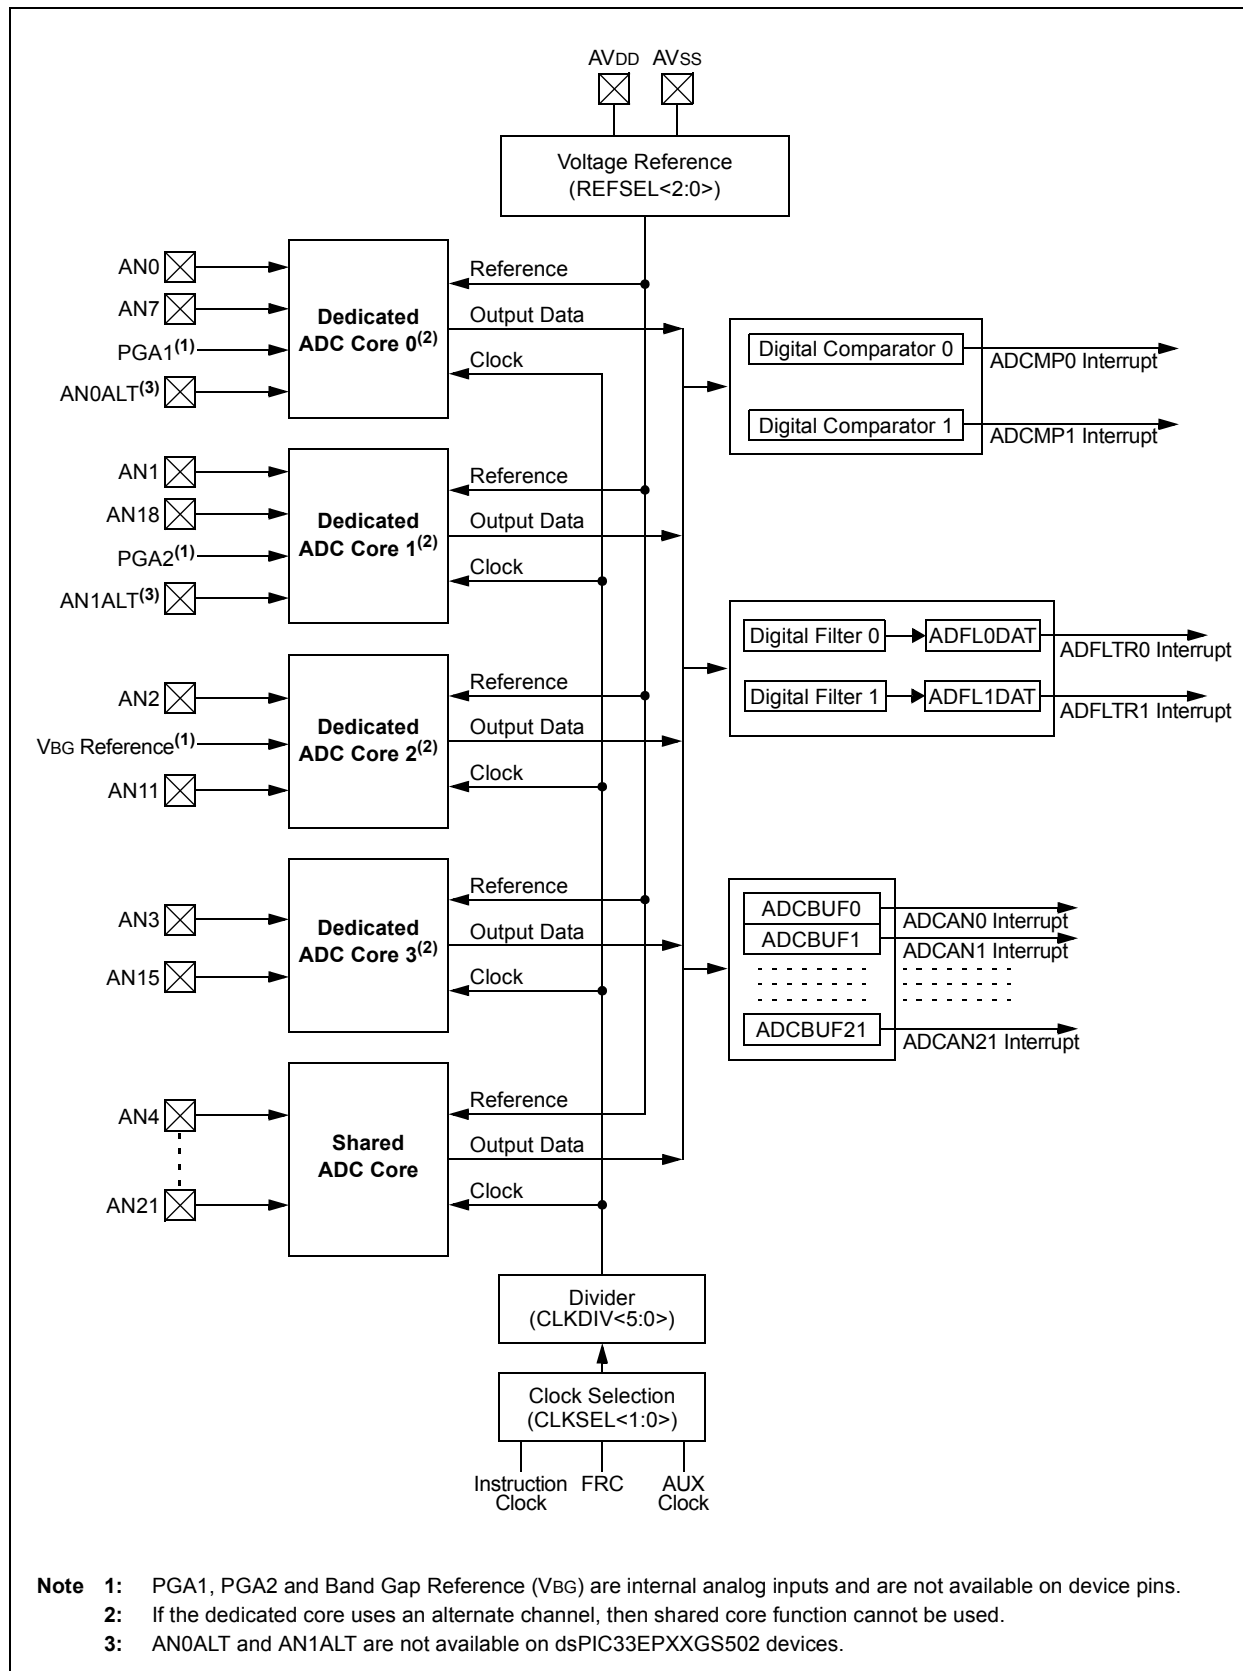 AVDD AVSS
Voltage Reference
(REFSEL<2:0>)
AN0
AN7
PGA1(1)
AN0ALT(3)
Dedicated
ADC Core 0(2)
Reference
Output Data
Clock
Digital Comparator 0
ADCMP0 Interrupt
Digital Comparator 1
ADCMP1 Interrupt
AN1
AN18
PGA2(1)
AN1ALT(3)
Dedicated
ADC Core 1(2)
Reference
Output Data
Clock
Digital Filter 0
ADFL0DAT
ADFLTR0 Interrupt
Digital Filter 1
ADFL1DAT
ADFLTR1 Interrupt
AN2
VBG Reference(1)
AN11
Dedicated
ADC Core 2(2)
Reference
Output Data
Clock
AN3
AN15
Dedicated
ADC Core 3(2)
Reference
Output Data
Clock
ADCBUF0
ADCAN0 Interrupt
ADCBUF1
ADCAN1 Interrupt
ADCBUF21
ADCAN21 Interrupt
AN4
AN21
Shared
ADC Core
Reference
Output Data
Clock
Divider
(CLKDIV<5:0>)
Clock Selection
(CLKSEL<1:0>)
Instruction
Clock
FRC
AUX
Clock
Note 1: PGA1, PGA2 and Band Gap Reference (VBG) are internal analog inputs and are not available on device pins.
2: If the dedicated core uses an alternate channel, then shared core function cannot be used.
3: AN0ALT and AN1ALT are not available on dsPIC33EPXXGS502 devices.